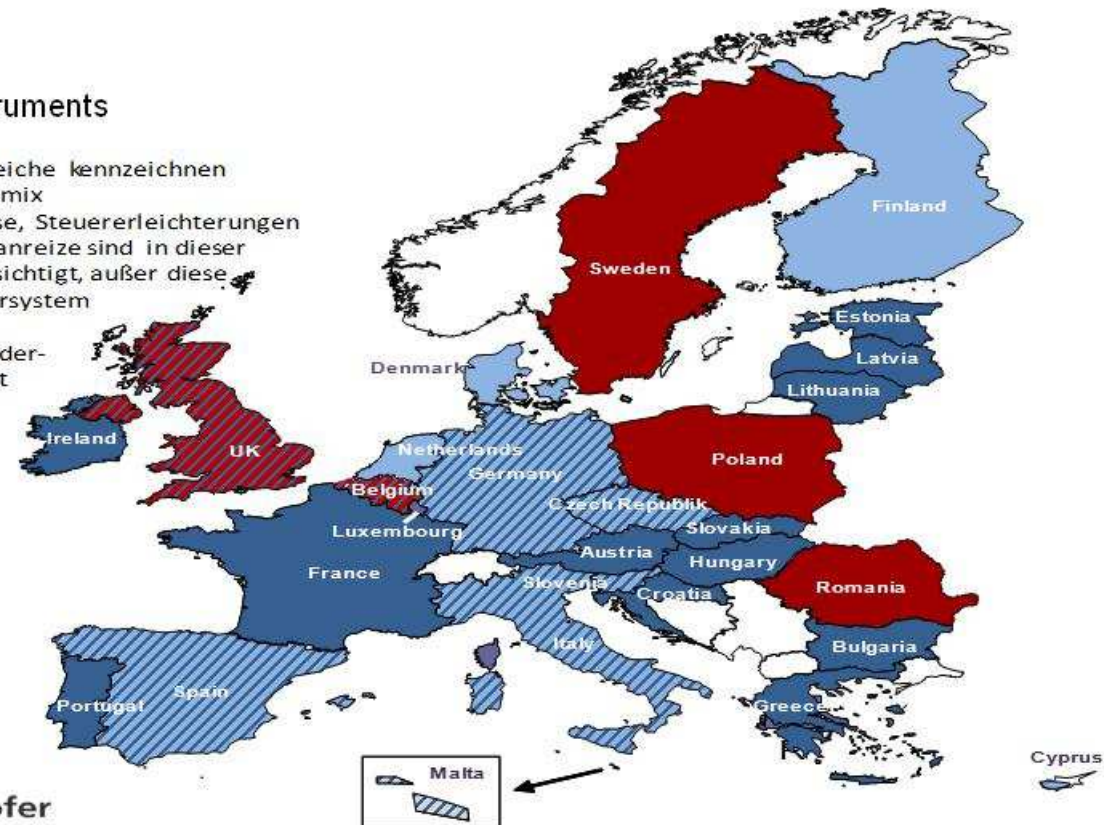 ruments
eiche kennzeichnen
mix
se, Steuererleichterungen
anreize sind in dieser
sichtigt, außer diese
rsystem
der-
t
Finland
Sweden
Estonia
Latvia
Lithuania
Denmark
Ireland
UK
Netherlands
Germany
Poland
Belgium
Czech Republik
Luxembourg
Slovakia
Austria
Hungary
France
Slovenia
Croatia
Romania
Italy
Bulgaria
Spain
Portugal
Greece
Cyprus
Malta
ofer